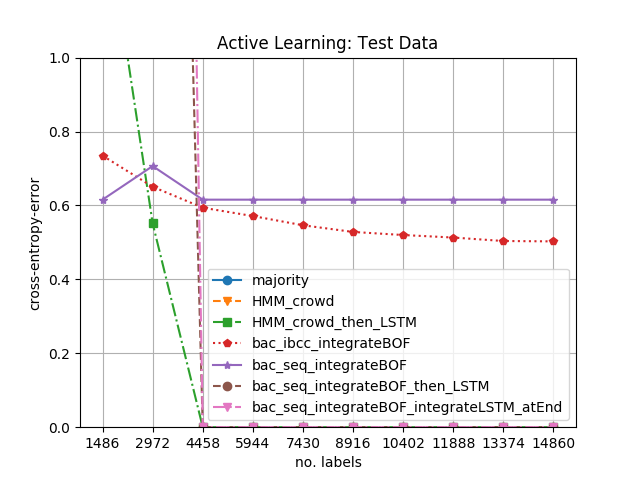 Active Learning: Test Data
cross-entropy-error
1.0
0.8
0.6
0.4
0.2
0.0
majority
HMM_crowd
HMM_crowd_then_LSTM
bac_ibcc_integrateBOF
bac_seq_integrateBOF
bac_seq_integrateBOF_then_LSTM
bac_seq_integrateBOF_integrateLSTM_atEnd
1486 2972 4458 5944 7430 8916 10402 11888 13374 14860
no. labels